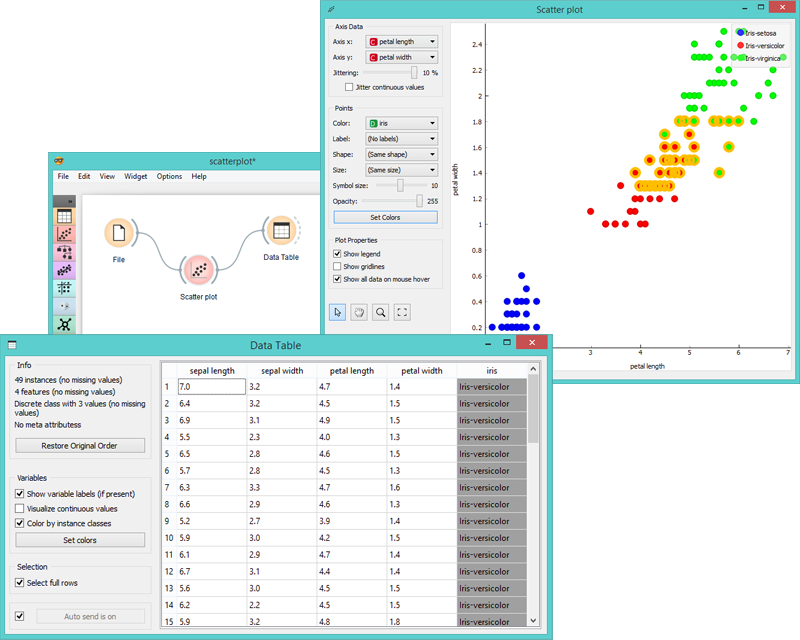 Scatter plot
Axis Data
Axis x: C petal length
Axis y: C petal width
Jittering: 10 %
Jitter continuous values
Points
Color: D iris
Label: (No labels)
Shape: (Same shape)
Size: (Same size)
Symbol size: 10
Opacity: 255
Set Colors
Plot Properties
Show legend
Show gridlines
Show all data on mouse hover
Iris-setosa
Iris-versicolor
Iris-virginica
petal width
2.4
2.2
2
1.8
1.6
1.4
1.2
1
0.8
0.6
0.4
0.2
3 4 5 6 7
petal length
scatterplot*
File Edit View Widget Options Help
File
Scatter plot
Data Table
Data Table
Info
49 instances (no missing values)
4 features (no missing values)
Discrete class with 3 values (no missing
values)
No meta attributess
Restore Original Order
Variables
Show variable labels (if present)
Visualize continuous values
Color by instance classes
Set colors
Selection
Select full rows
Auto send is on
sepal length sepal width petal length petal width iris
1 7.0 3.2 4.7 1.4 Iris-versicolor
2 6.4 3.2 4.5 1.5 Iris-versicolor
3 6.9 3.1 4.9 1.5 Iris-versicolor
4 5.5 2.3 4.0 1.3 Iris-versicolor
5 6.5 2.8 4.6 1.5 Iris-versicolor
6 5.7 2.8 4.5 1.3 Iris-versicolor
7 6.3 3.3 4.7 1.6 Iris-versicolor
8 6.6 2.9 4.6 1.3 Iris-versicolor
9 5.2 2.7 3.9 1.4 Iris-versicolor
10 5.9 3.0 4.2 1.5 Iris-versicolor
11 6.1 2.9 4.7 1.4 Iris-versicolor
12 6.7 3.1 4.4 1.4 Iris-versicolor
13 5.6 3.0 4.5 1.5 Iris-versicolor
14 6.2 2.2 4.5 1.5 Iris-versicolor
15 5.9 3.2 4.8 1.8 Iris-versicolor